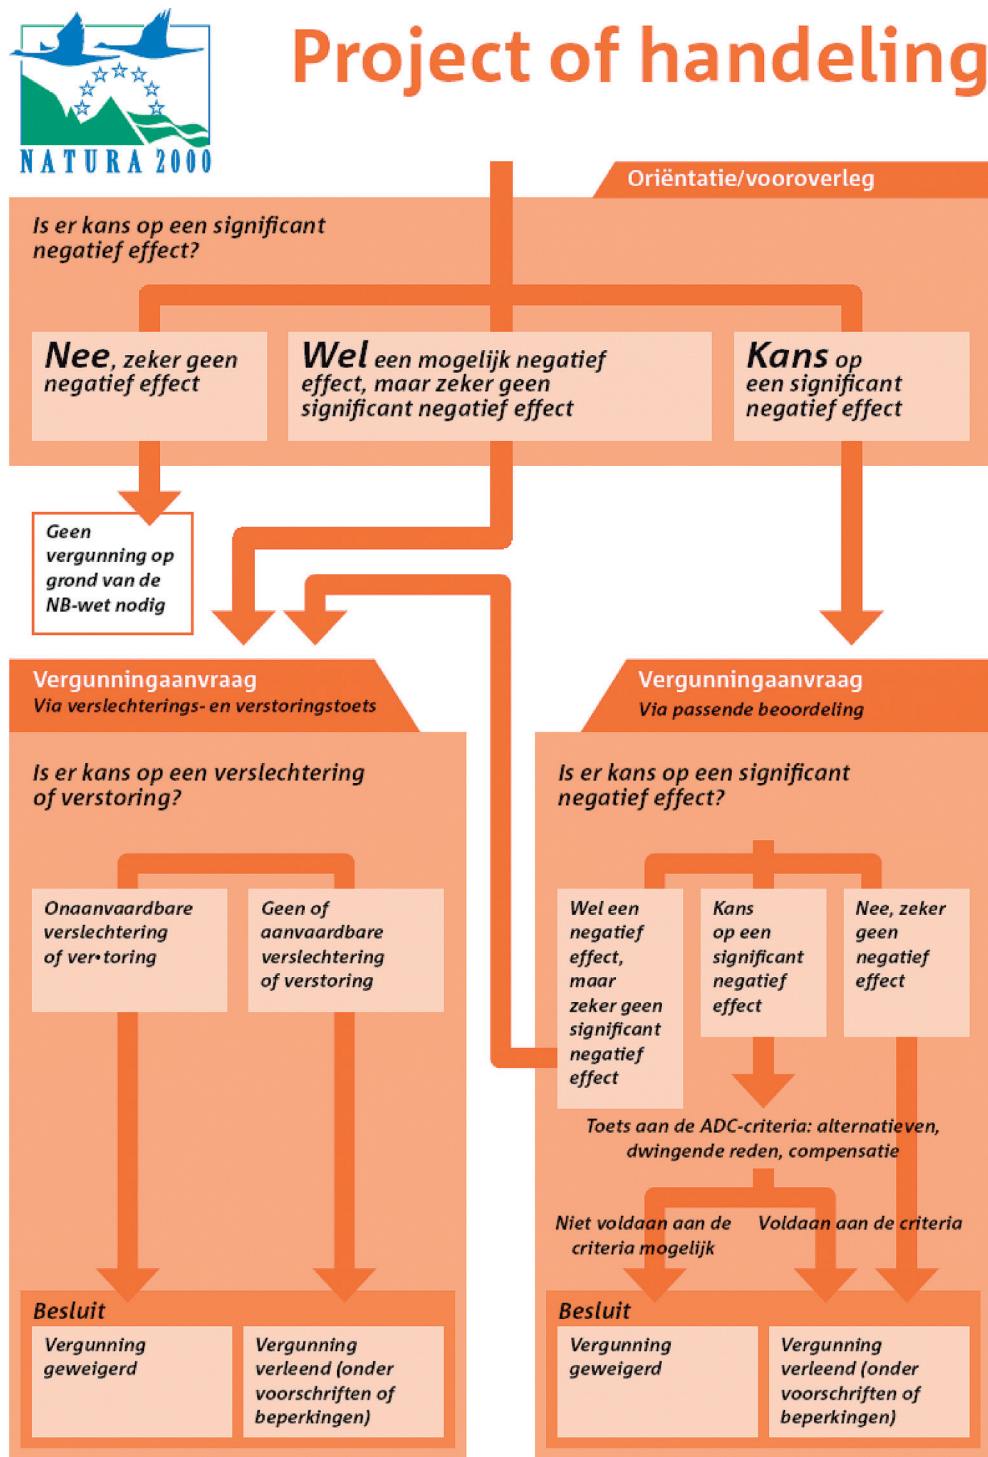 NATURA 2000
Project of handeling
Oriëntatie/vooroverleg
Is er kans op een significant
negatief effect?
Nee, zeker geen
negatief effect
Wel een mogelijk negatief
effect, maar zeker geen
significant negatief effect
Kans op
een significant
negatief effect
Geen
vergunning op
grond van de
NB-wet nodig
Vergunningaanvraag
Via verslechterings- en verstoringstoets
Is er kans op een verslechtering
of verstoring?
Onaanvaardbare
verslechtering
of ver•toring
Geen of
aanvaardbare
verslechtering
of verstoring
Besluit
Vergunning
geweigerd
Vergunning
verleend (onder
voorschriften of
beperkingen)
Vergunningaanvraag
Via passende beoordeling
Is er kans op een significant
negatief effect?
Wel een
negatief
effect,
maar
zeker geen
significant
negatief
effect
Kans
op een
significant
negatief
effect
Nee, zeker
geen
negatief
effect
Toets aan de ADC-criteria: alternatieven,
dwingende reden, compensatie
Niet voldaan aan de
criteria mogelijk
Voldaan aan de criteria
Besluit
Vergunning
geweigerd
Vergunning
verleend (onder
voorschriften of
beperkingen)